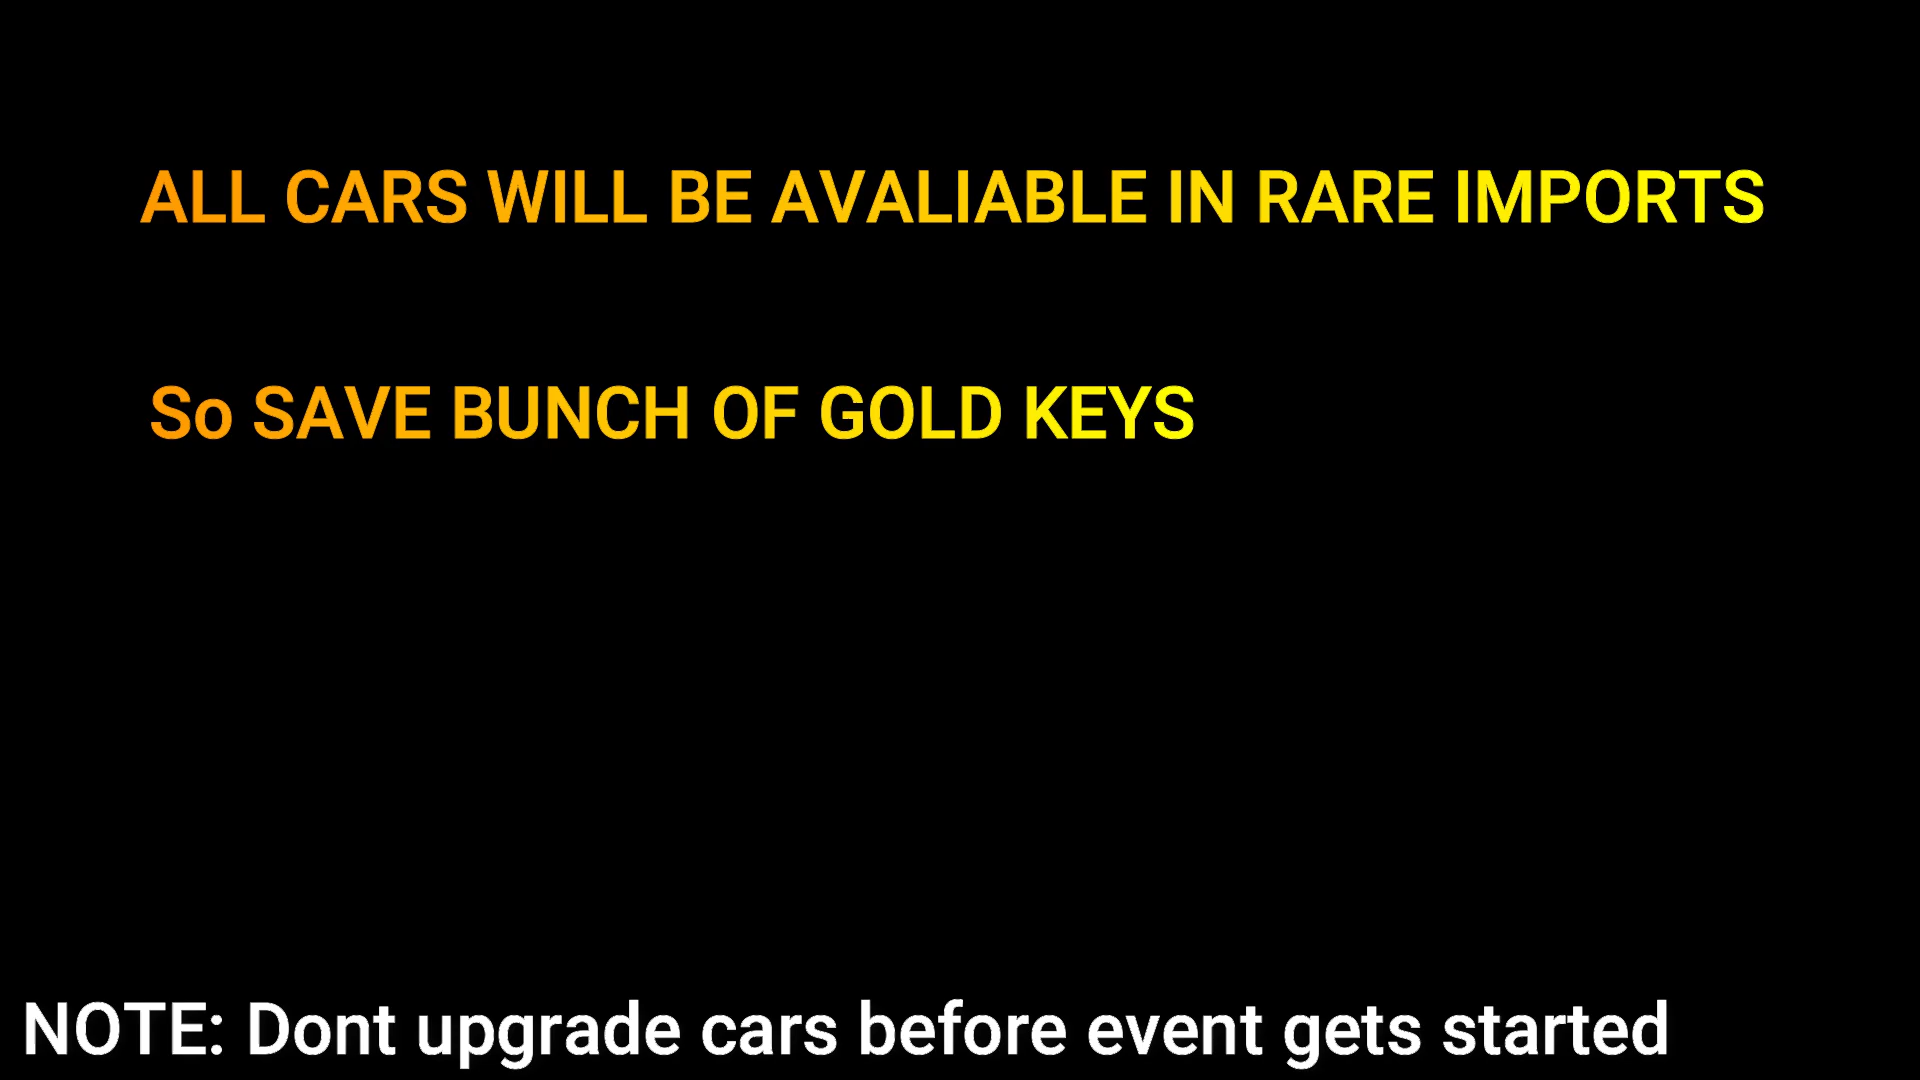 ALL CARS WILL BE AVALIABLE IN RARE IMPORTS
So SAVE BUNCH OF GOLD KEYS
NOTE: Dont upgrade cars before event gets started